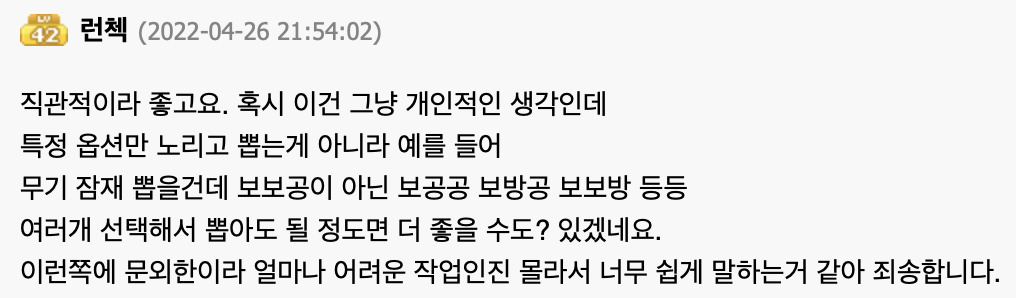 LV 42 런첵 (2022-04-26 21:54:02)
직관적이라 좋고요. 혹시 이건 그냥 개인적인 생각인데
특정 옵션만 노리고 뽑는게 아니라 예를 들어
무기 잠재 뽑을건데 보보공이 아닌 보공공 보방공 보보방 등등
여러개 선택해서 뽑아도 될 정도면 더 좋을 수도? 있겠네요.
이런쪽에 문외한이라 얼마나 어려운 작업인진 몰라서 너무 쉽게 말하는거 같아 죄송합니다.